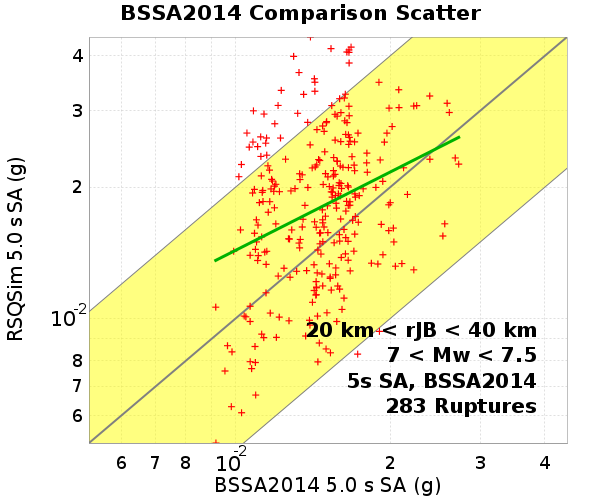 BSSA2014 Comparison Scatter
RSQSim 5.0 s SA (g)
4
3
2
10-2
8
7
6
20 km < rJB < 40 km
7 < Mw < 7.5
5s SA, BSSA2014
283 Ruptures
6 7 8 10-2 2 3 4
BSSA2014 5.0 s SA (g)